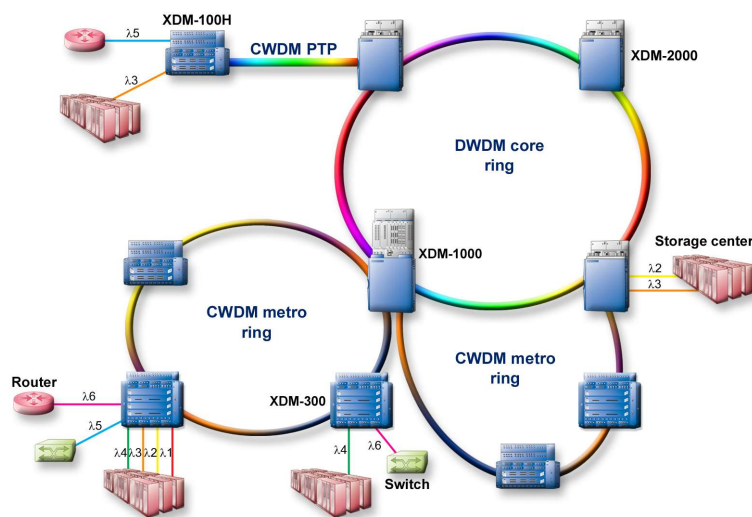 XDM-100H
λ5
CWDM PTP
XDM-2000
λ3
DWDM core
ring
Storage center
XDM-1000
λ2
λ3
CWDM metro
ring
CWDM metro
ring
Router
λ6
XDM-300
λ5
λ4 λ3 λ2 λ1
λ4
λ6
Switch